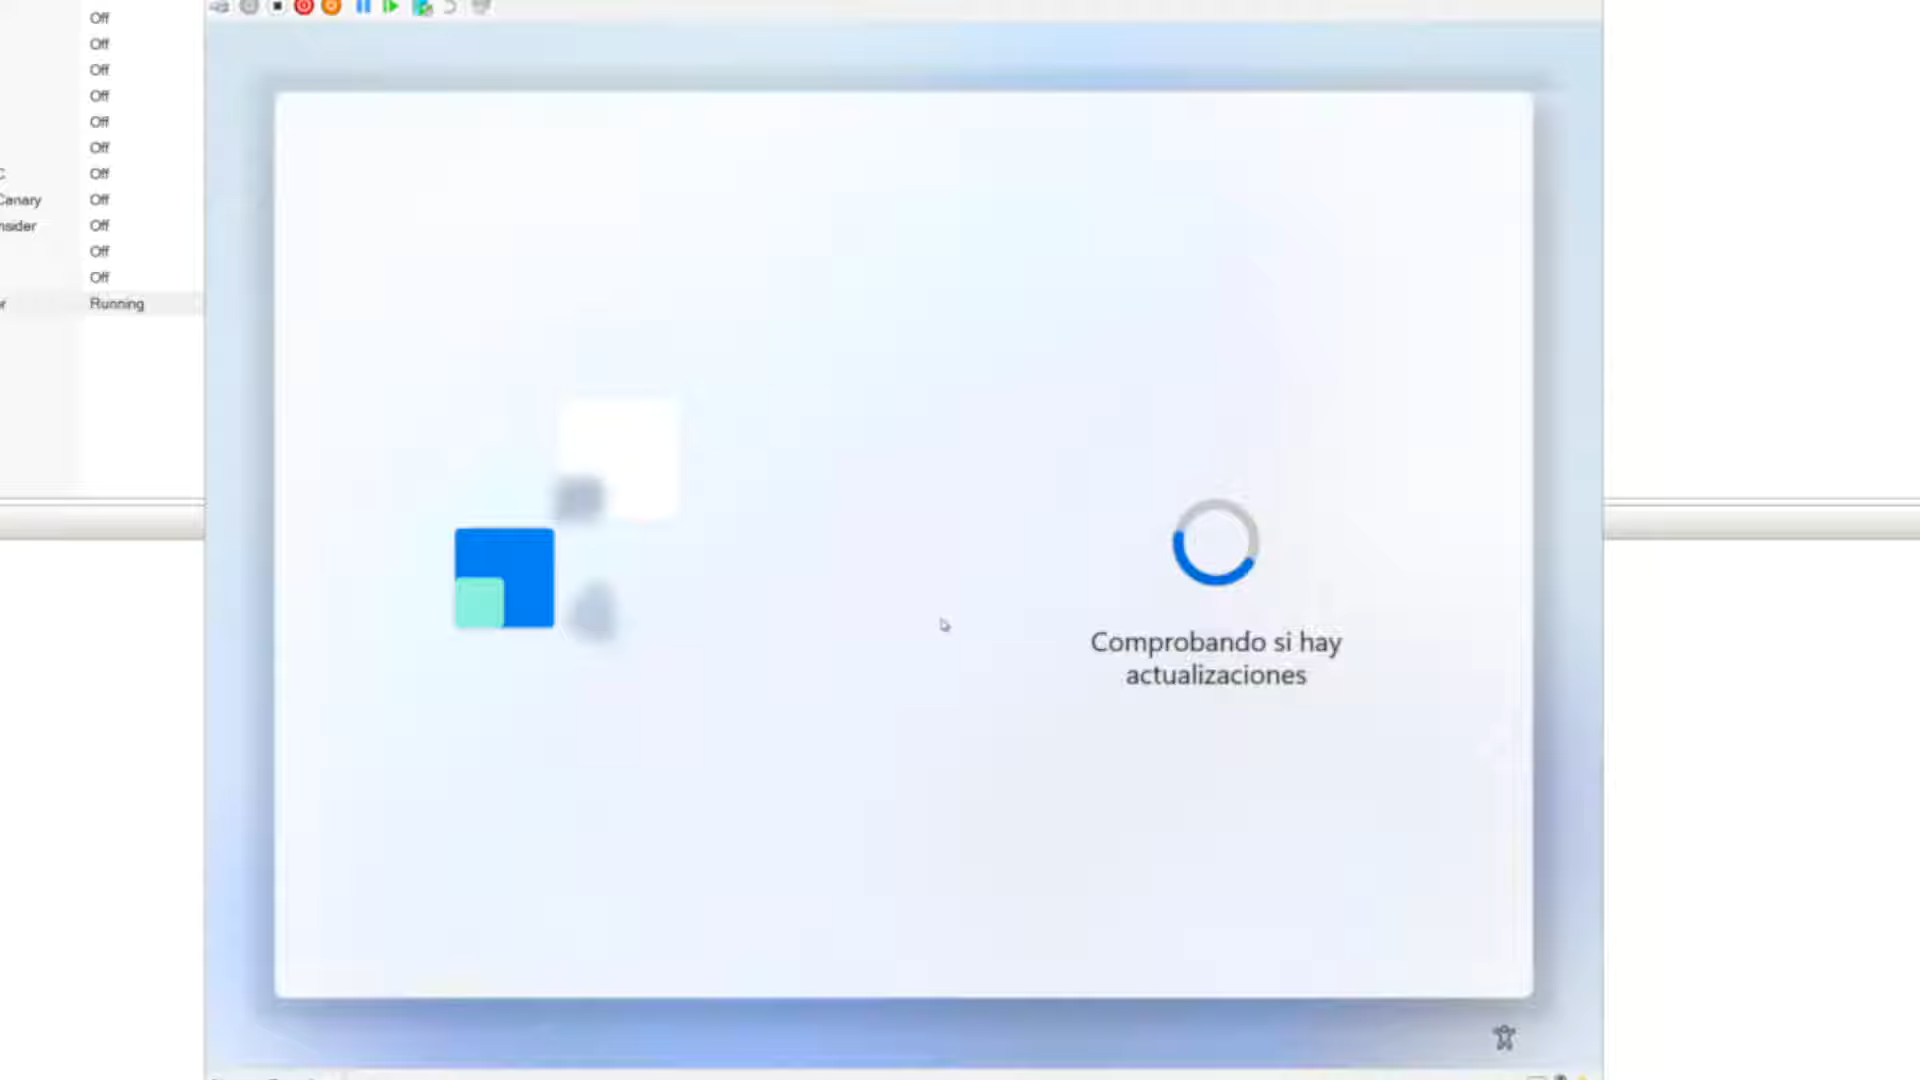 Off
Off
Off
Off
Off
Off
Off
Canary Off
nsider Off
Off
Off
Running
Comprobando si hay
actualizaciones